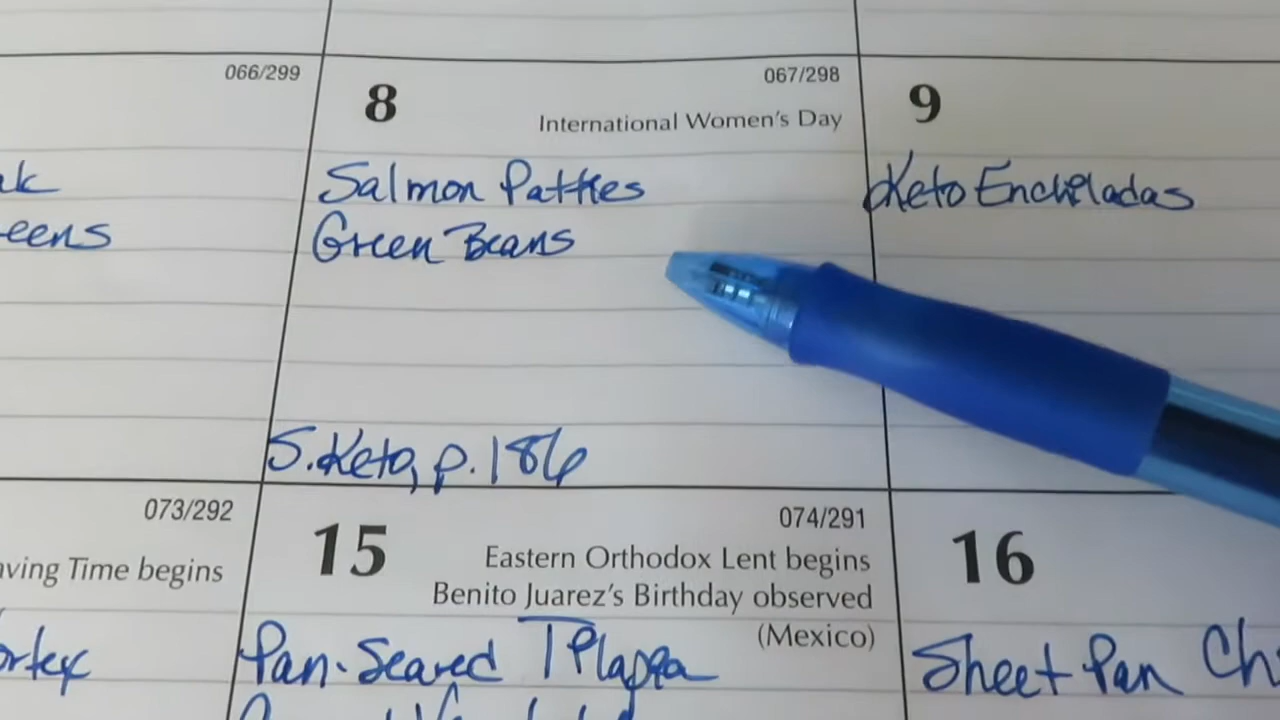 066/299
8
067/298
International Women's Day
9
Salmon Patties
Green Beans
Keto Enchiladas
eens
S. Keto, p. 186
073/292
aving Time begins
15
074/291
Eastern Orthodox Lent begins
Benito Juarez's Birthday observed
(Mexico)
16
Pan-Seared Tilapia
Sheet Pan Ch